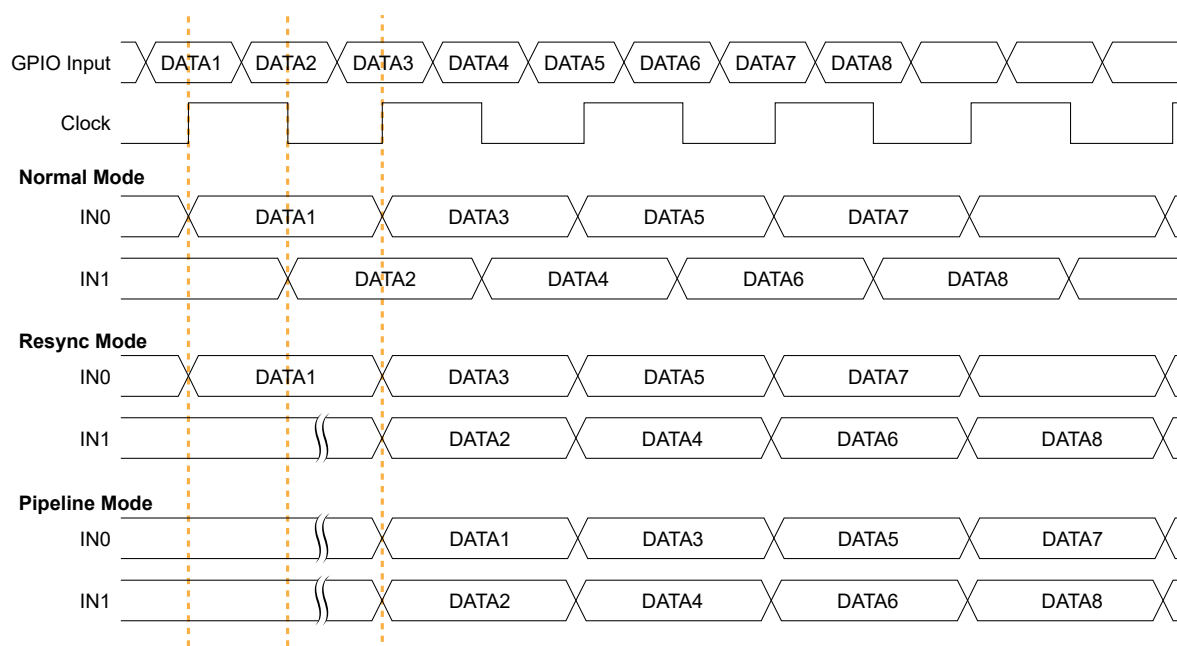 GPIO Input DATA1 DATA2 DATA3 DATA4 DATA5 DATA6 DATA7 DATA8
Clock
Normal Mode
IN0 DATA1 DATA3 DATA5 DATA7
IN1 DATA2 DATA4 DATA6 DATA8
Resync Mode
IN0 DATA1 DATA3 DATA5 DATA7
IN1 DATA2 DATA4 DATA6 DATA8
Pipeline Mode
IN0 DATA1 DATA3 DATA5 DATA7
IN1 DATA2 DATA4 DATA6 DATA8